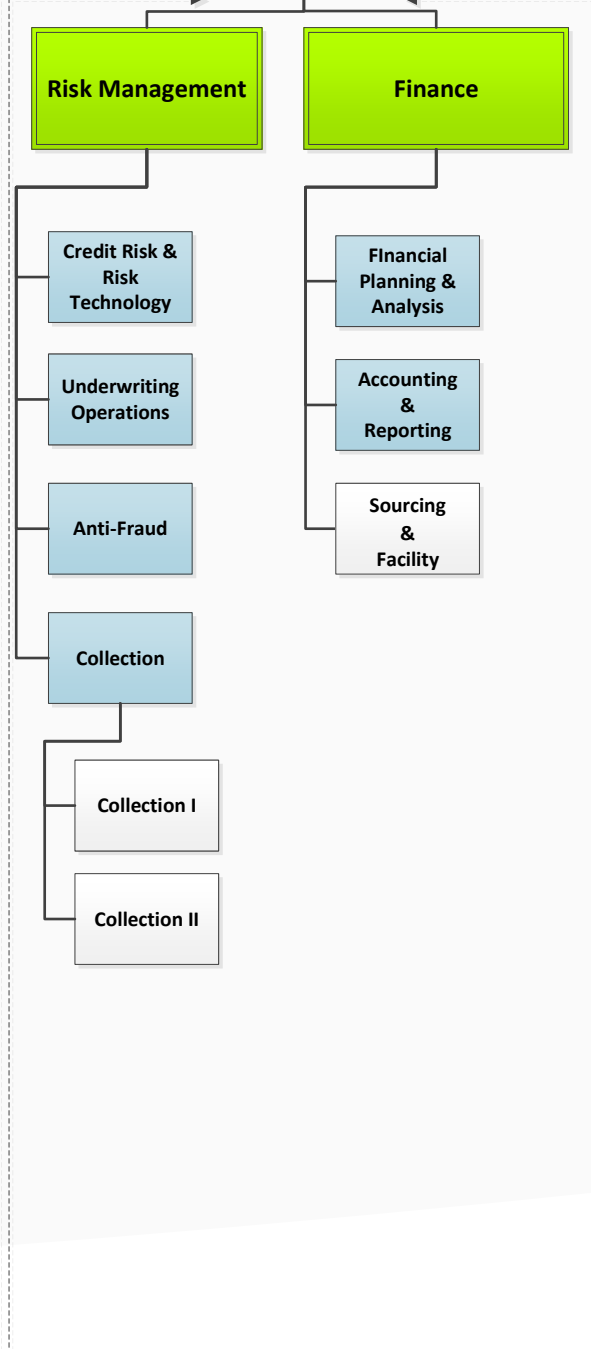 Risk Management
Finance
Credit Risk &
Risk
Technology
Underwriting
Operations
Anti-Fraud
Collection
Collection I
Collection II
FInancial
Planning &
Analysis
Accounting
&
Reporting
Sourcing
&
Facility